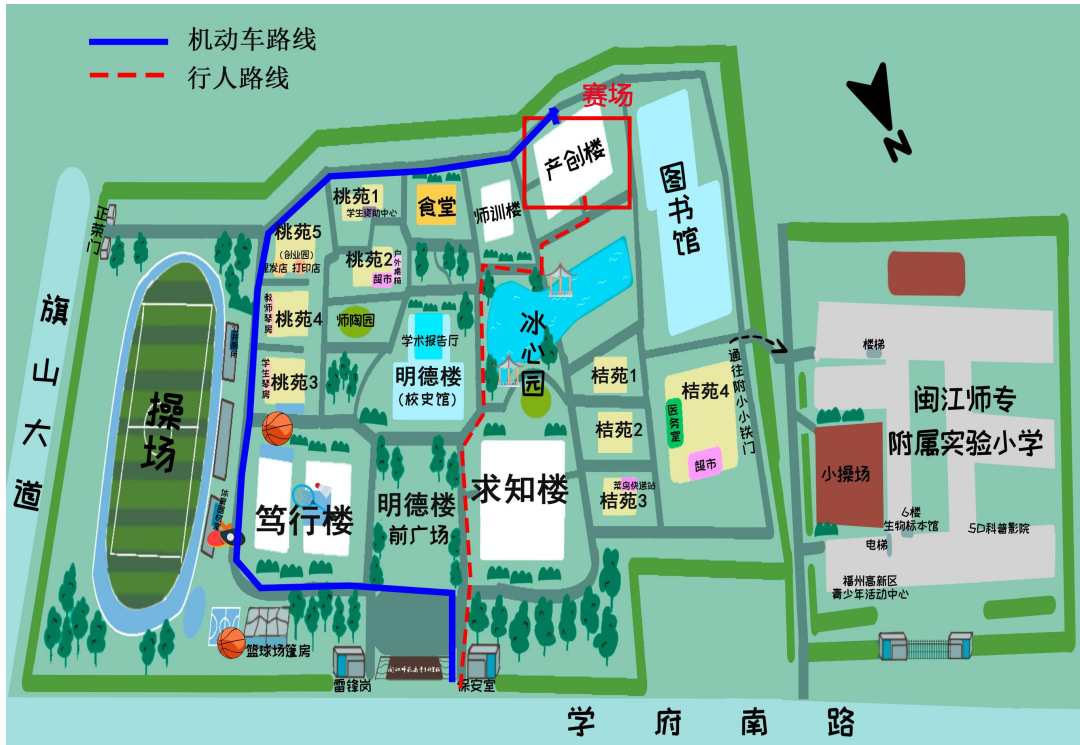 机动车路线
行人路线
赛场
产创楼
N
图书馆
桃苑1
学生资助中心
食堂
师训楼
桃苑5
(创业园)
理发店 打印店
桃苑2
超市
户外桌椅
教师琴房
桃苑4
师陶园
学术报告厅
冰心园
学生琴房
桃苑3
明德楼
(校史馆)
桔苑1
桔苑4
医务室
超市
桔苑2
菜鸟快递站
桔苑3
通往附小小铁门
楼梯
闽江师专
附属实验小学
小操场
6楼
生物标本馆
5D科普影院
电梯
福州高新区
青少年活动中心
旗山大道
操场
笃行楼
明德楼
前广场
求知楼
篮球场篷房
雷锋岗
保安室
学府南路